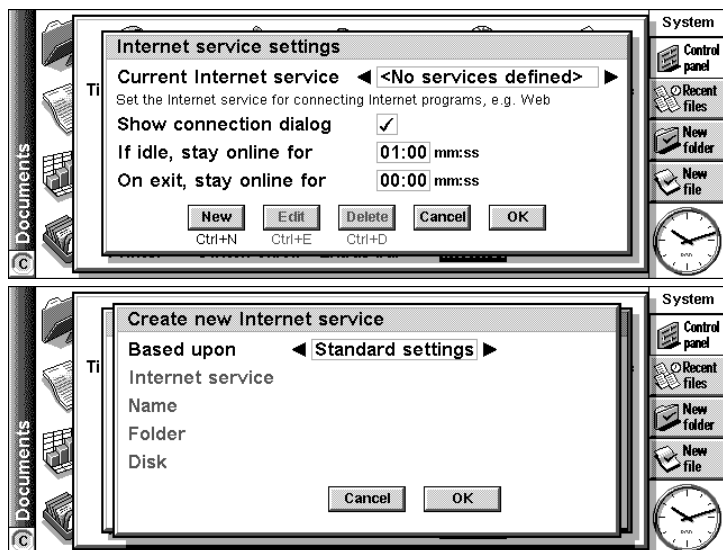 System
Internet service settings
Control panel
Current Internet service <No services defined>
Ti
Set the Internet service for connecting Internet programs, e.g. Web
Recent files
Show connection dialog
If idle, stay online for 01:00 mm:ss
New folder
On exit, stay online for 00:00 mm:ss
New file
New Edit Delete Cancel OK
Ctrl+N Ctrl+E Ctrl+D
Documents
C
System
Create new Internet service
Control panel
Based upon Standard settings
Ti
Internet service
Recent files
Name
Folder
New folder
Disk
New file
Cancel OK
Documents
C